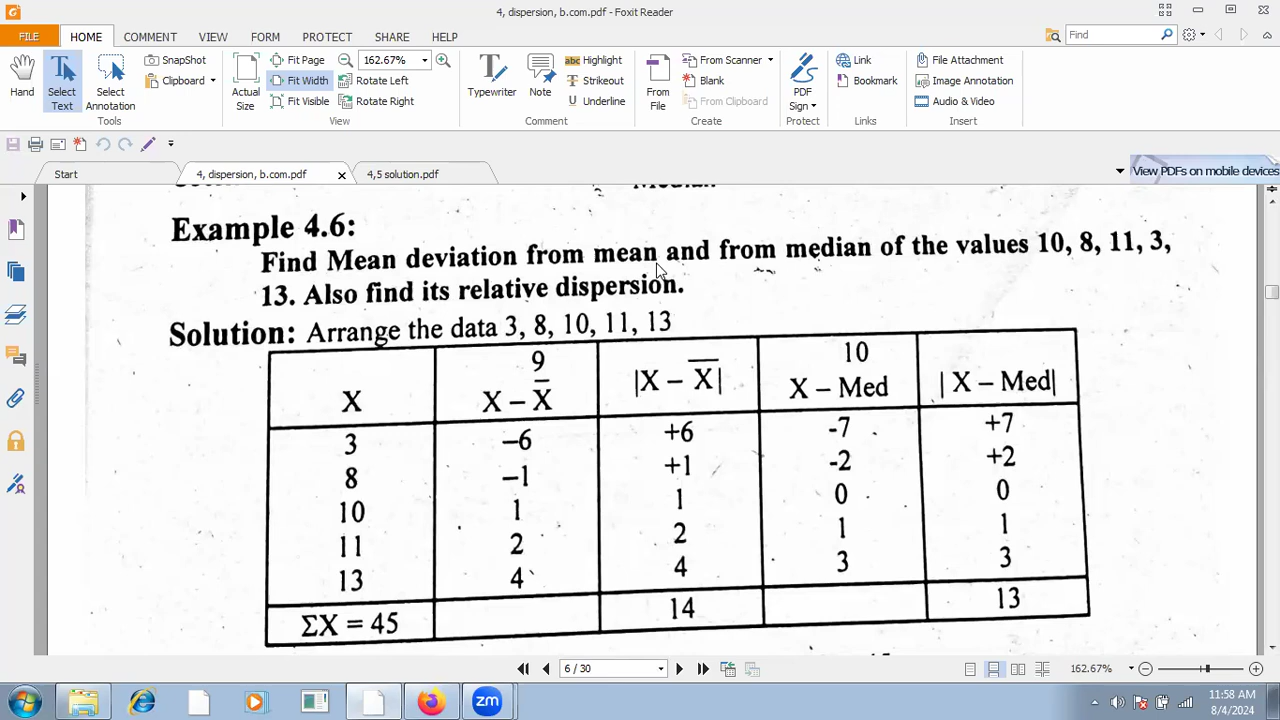 4, dispersion, b.com.pdf - Foxit Reader
FILE HOME COMMENT VIEW FORM PROTECT SHARE HELP
Find
Hand
Select Text
Select Annotation
SnapShot
Clipboard
Tools
Actual Size
Fit Page
Fit Width
Fit Visible
162.67%
Rotate Left
Rotate Right
View
Typewriter
Note
Highlight
Strikeout
Underline
Comment
From File
From Scanner
Blank
From Clipboard
Create
PDF Sign
Protect
Link
Bookmark
Links
File Attachments
Image Annotation
Audio & Video
Insert
Start 4, dispersion, b.com.pdf 4,5 solution.pdf
View PDFs on mobile devices
Example 4.6:
Find Mean deviation from mean and from median of the values 10, 8, 11, 3,
13. Also find its relative dispersion.
Solution: Arrange the data 3, 8, 10, 11, 13
9 10
X X – X̅ |X – X̅| X – Med | X – Med|
3 –6 +6 -7 +7
8 –1 +1 -2 +2
10 1 1 0 0
11 2 2 1 1
13 4 4 3 3
ΣX = 45 14 13
6 / 30 162.67%
zm
11:58 AM
8/4/2024